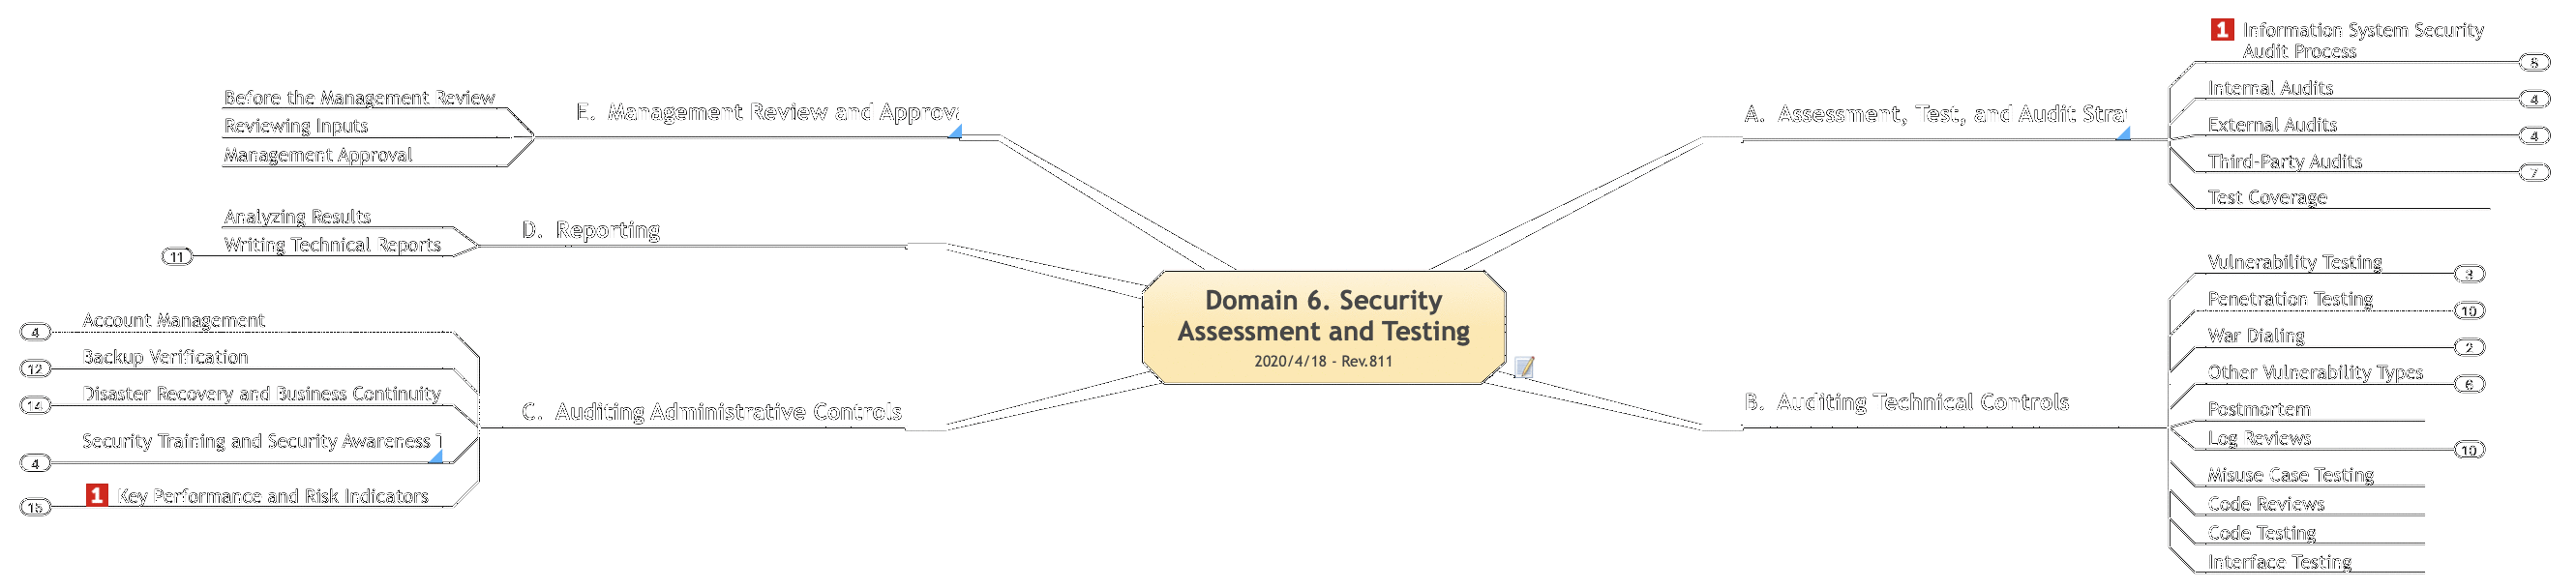 Domain 6. Security
Assessment and Testing
2020/4/18 - Rev.811
A. Assessment, Test, and Audit Stra
1 Information System Security
Audit Process
8
Internal Audits
4
External Audits
4
Third-Party Audits
7
Test Coverage
B. Auditing Technical Controls
Vulnerability Testing
3
Penetration Testing
10
War Dialing
2
Other Vulnerability Types
6
Postmortem
Log Reviews
10
Misuse Case Testing
Code Reviews
Code Testing
Interface Testing
C. Auditing Administrative Controls
Account Management
4
Backup Verification
12
Disaster Recovery and Business Continuity
14
Security Training and Security Awareness T
4
1 Key Performance and Risk Indicators
15
D. Reporting
Analyzing Results
Writing Technical Reports
11
E. Management Review and Approva
Before the Management Review
Reviewing Inputs
Management Approval